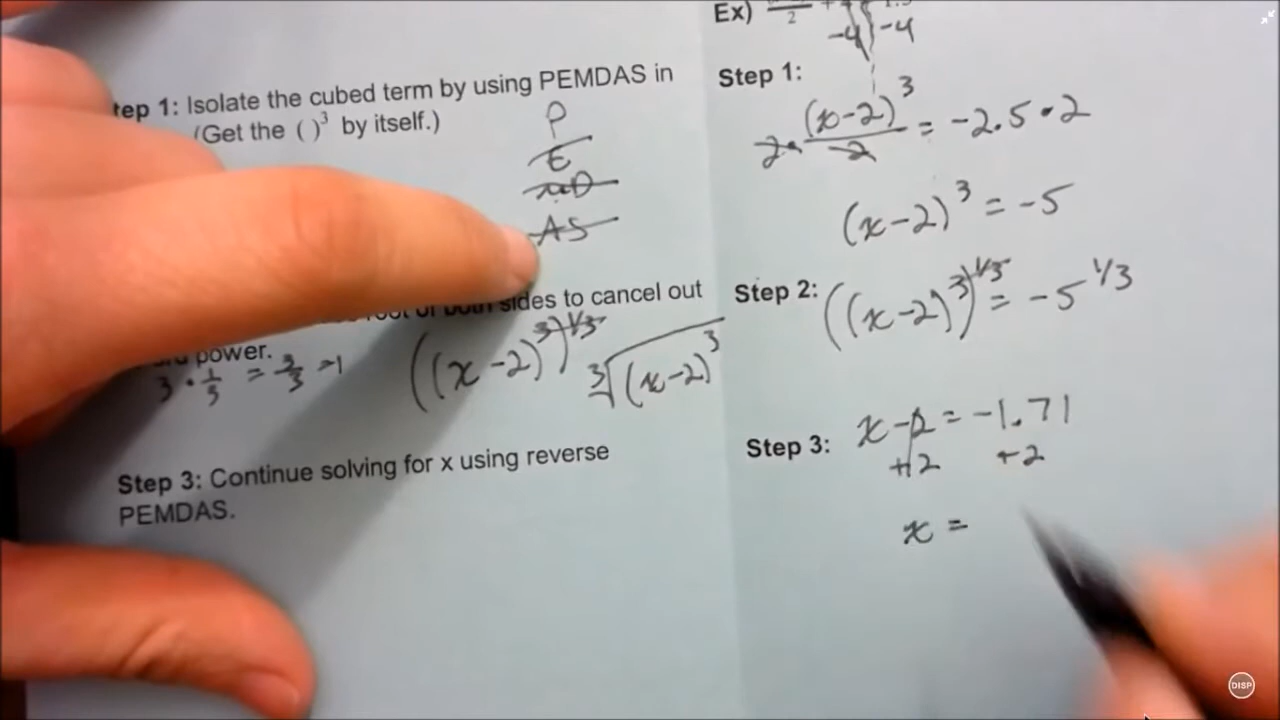 tep 1: Isolate the cubed term by using PEMDAS in
(Get the ( )³ by itself.)
P
E
MD
AS
sides to cancel out
power.
3 · 1/3 = 3/3 = 1
((x-2)³)^1/3
³√(x-2)³
Step 3: Continue solving for x using reverse
PEMDAS.
Ex)
2
-4 -4
Step 1:
2· (x-2)³/2 = -2.5 · 2
(x-2)³ = -5
Step 2: ((x-2)³)^1/3 = -5^1/3
Step 3: x-2 = -1.71
+2 +2
x =
DISP